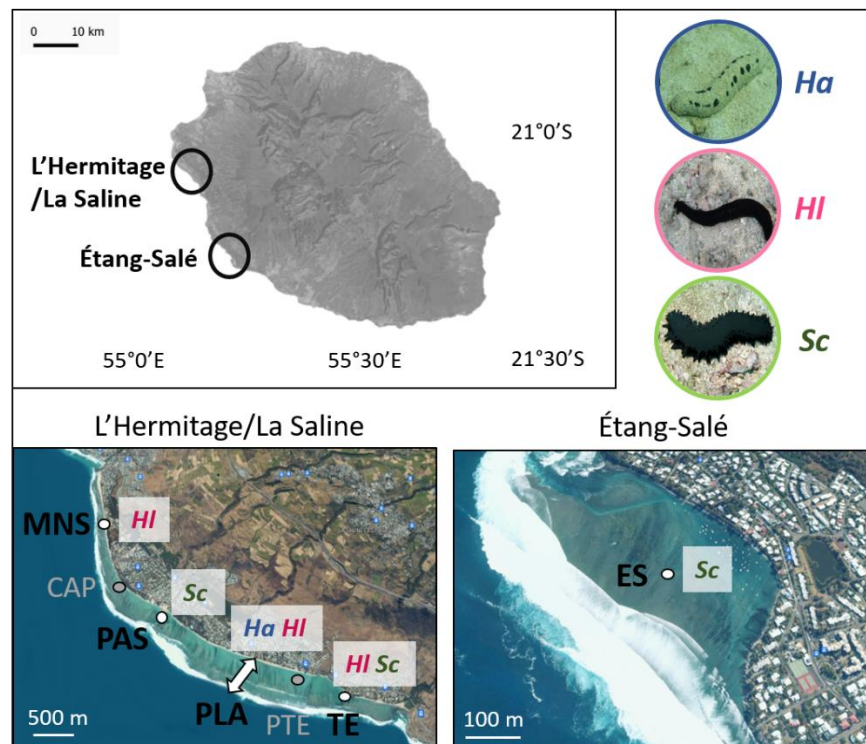 0 10 km
Ha
21°0'S
L'Hermitage
/La Saline
Hl
Étang-Salé
Sc
55°0'E
55°30'E
21°30'S
L'Hermitage/La Saline
Étang-Salé
MNS
Hl
CAP
Sc
PAS
Ha Hl
Hl Sc
PLA
PTE
TE
500 m
ES
Sc
100 m